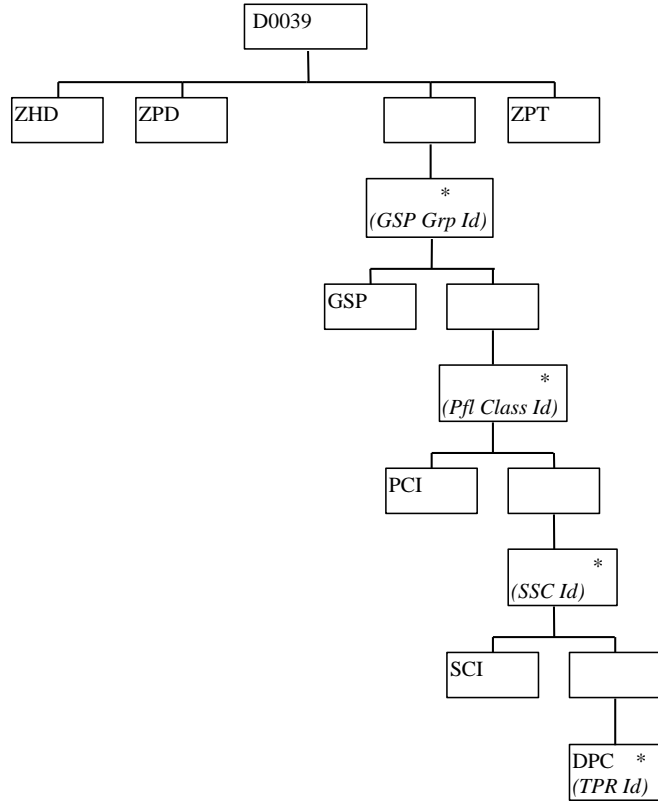 D0039
ZHD ZPD ZPT
*
(GSP Grp Id)
GSP
*
(Pfl Class Id)
PCI
*
(SSC Id)
SCI
DPC *
(TPR Id)